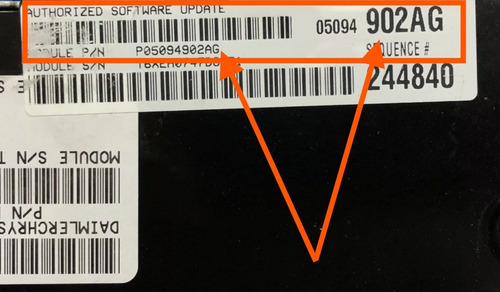 AUTHORIZED SOFTWARE UPDATE
05094 902AG
MODULE P/N P05094902AG
SEQUENCE #
MODULE S/N
244840
MODULE S/N T
P/N
DAIMLERCHRYS